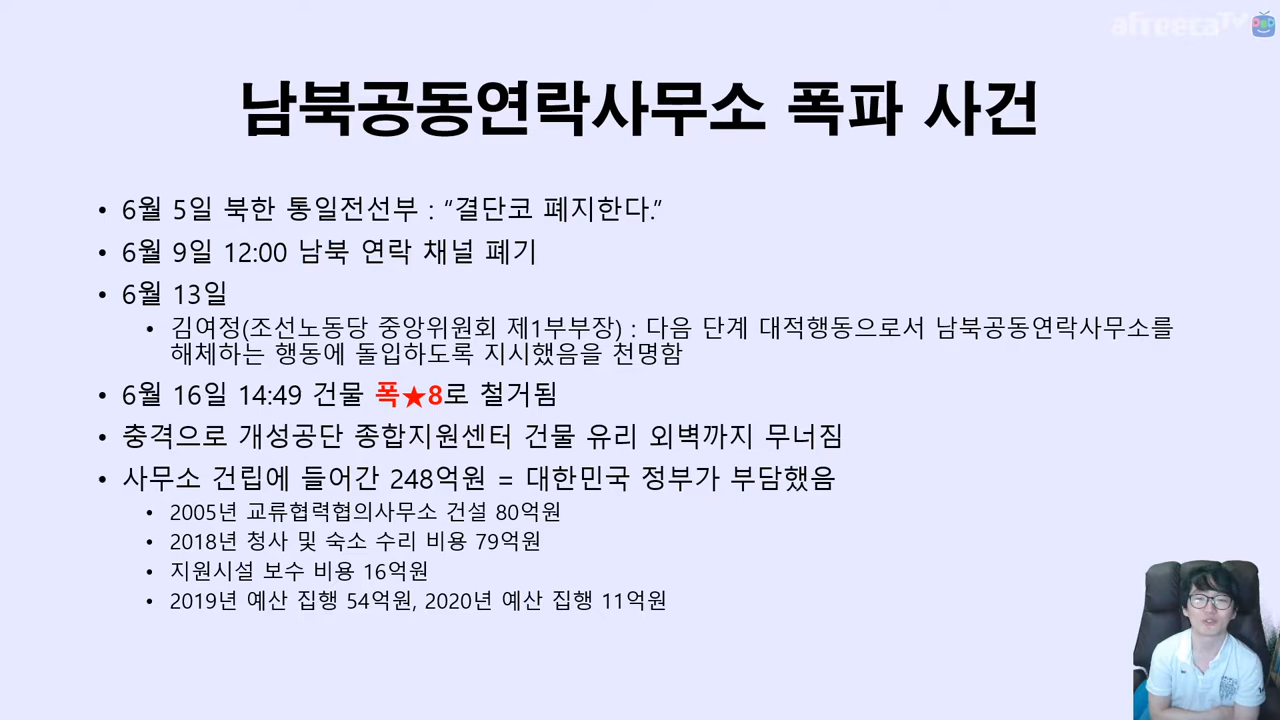 afreecaTV
남북공동연락사무소 폭파 사건
• 6월 5일 북한 통일전선부 : “결단코 폐지한다.”
• 6월 9일 12:00 남북 연락 채널 폐기
• 6월 13일
• 김여정(조선노동당 중앙위원회 제1부부장) : 다음 단계 대적행동으로서 남북공동연락사무소를
해체하는 행동에 돌입하도록 지시했음을 천명함
• 6월 16일 14:49 건물 폭★8로 철거됨
• 충격으로 개성공단 종합지원센터 건물 유리 외벽까지 무너짐
• 사무소 건립에 들어간 248억원 = 대한민국 정부가 부담했음
• 2005년 교류협력협의사무소 건설 80억원
• 2018년 청사 및 숙소 수리 비용 79억원
• 지원시설 보수 비용 16억원
• 2019년 예산 집행 54억원, 2020년 예산 집행 11억원